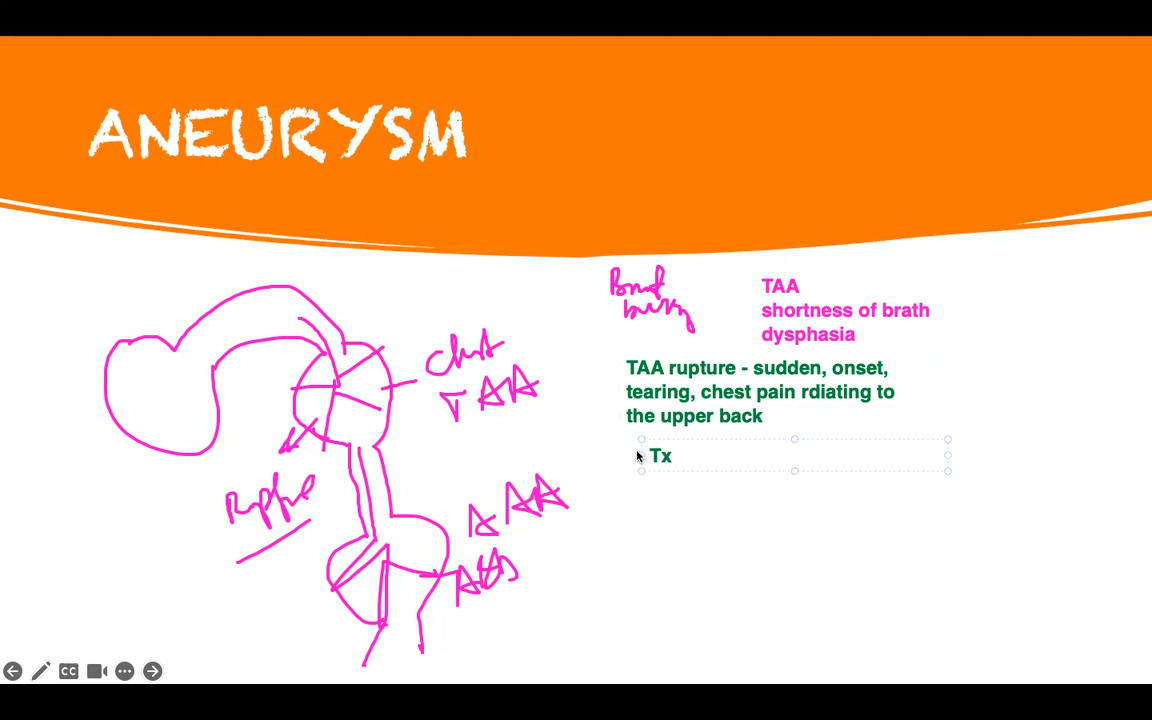 ANEURYSM
TAA
shortness of brath
dysphasia
TAA rupture - sudden, onset,
tearing, chest pain rdiating to
the upper back
Tx
Chest
TAA
Rupture
AAA
CC